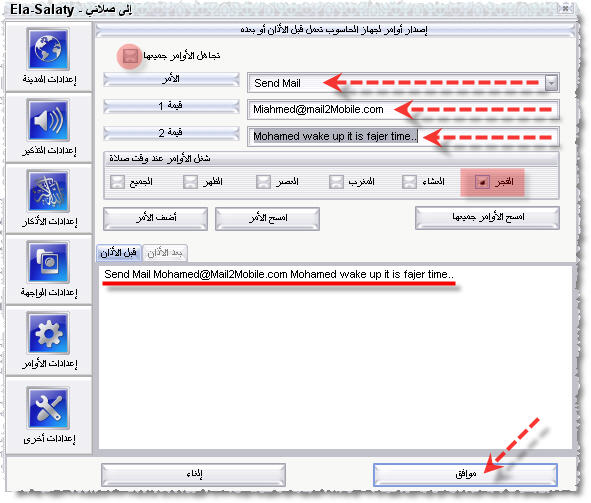 Ela-Salaty - إلى صلاتي
إصدار أوامر لجهاز الحاسوب تعمل قبل الأذان أو بعده
إعدادات المدينة
إعدادات التذكير
إعدادات الأذكار
إعدادات الواجهة
إعدادات الأوامر
إعدادات أخرى
تجاهل الأوامر جميعها
الأمر
Send Mail
قيمة 1
Miahmed@mail2Mobile.com
قيمة 2
Mohamed wake up it is fajer time..
شغل الأوامر عند وقت صلاة
الفجر
العشاء
المغرب
العصر
الظهر
الجميع
امسح الأوامر جميعها
امسح الأمر
أضف الأمر
قبل الأذان
بعد الأذان
Send Mail Mohamed@Mail2Mobile.com Mohamed wake up it is fajer time..
موافق
إلغاء